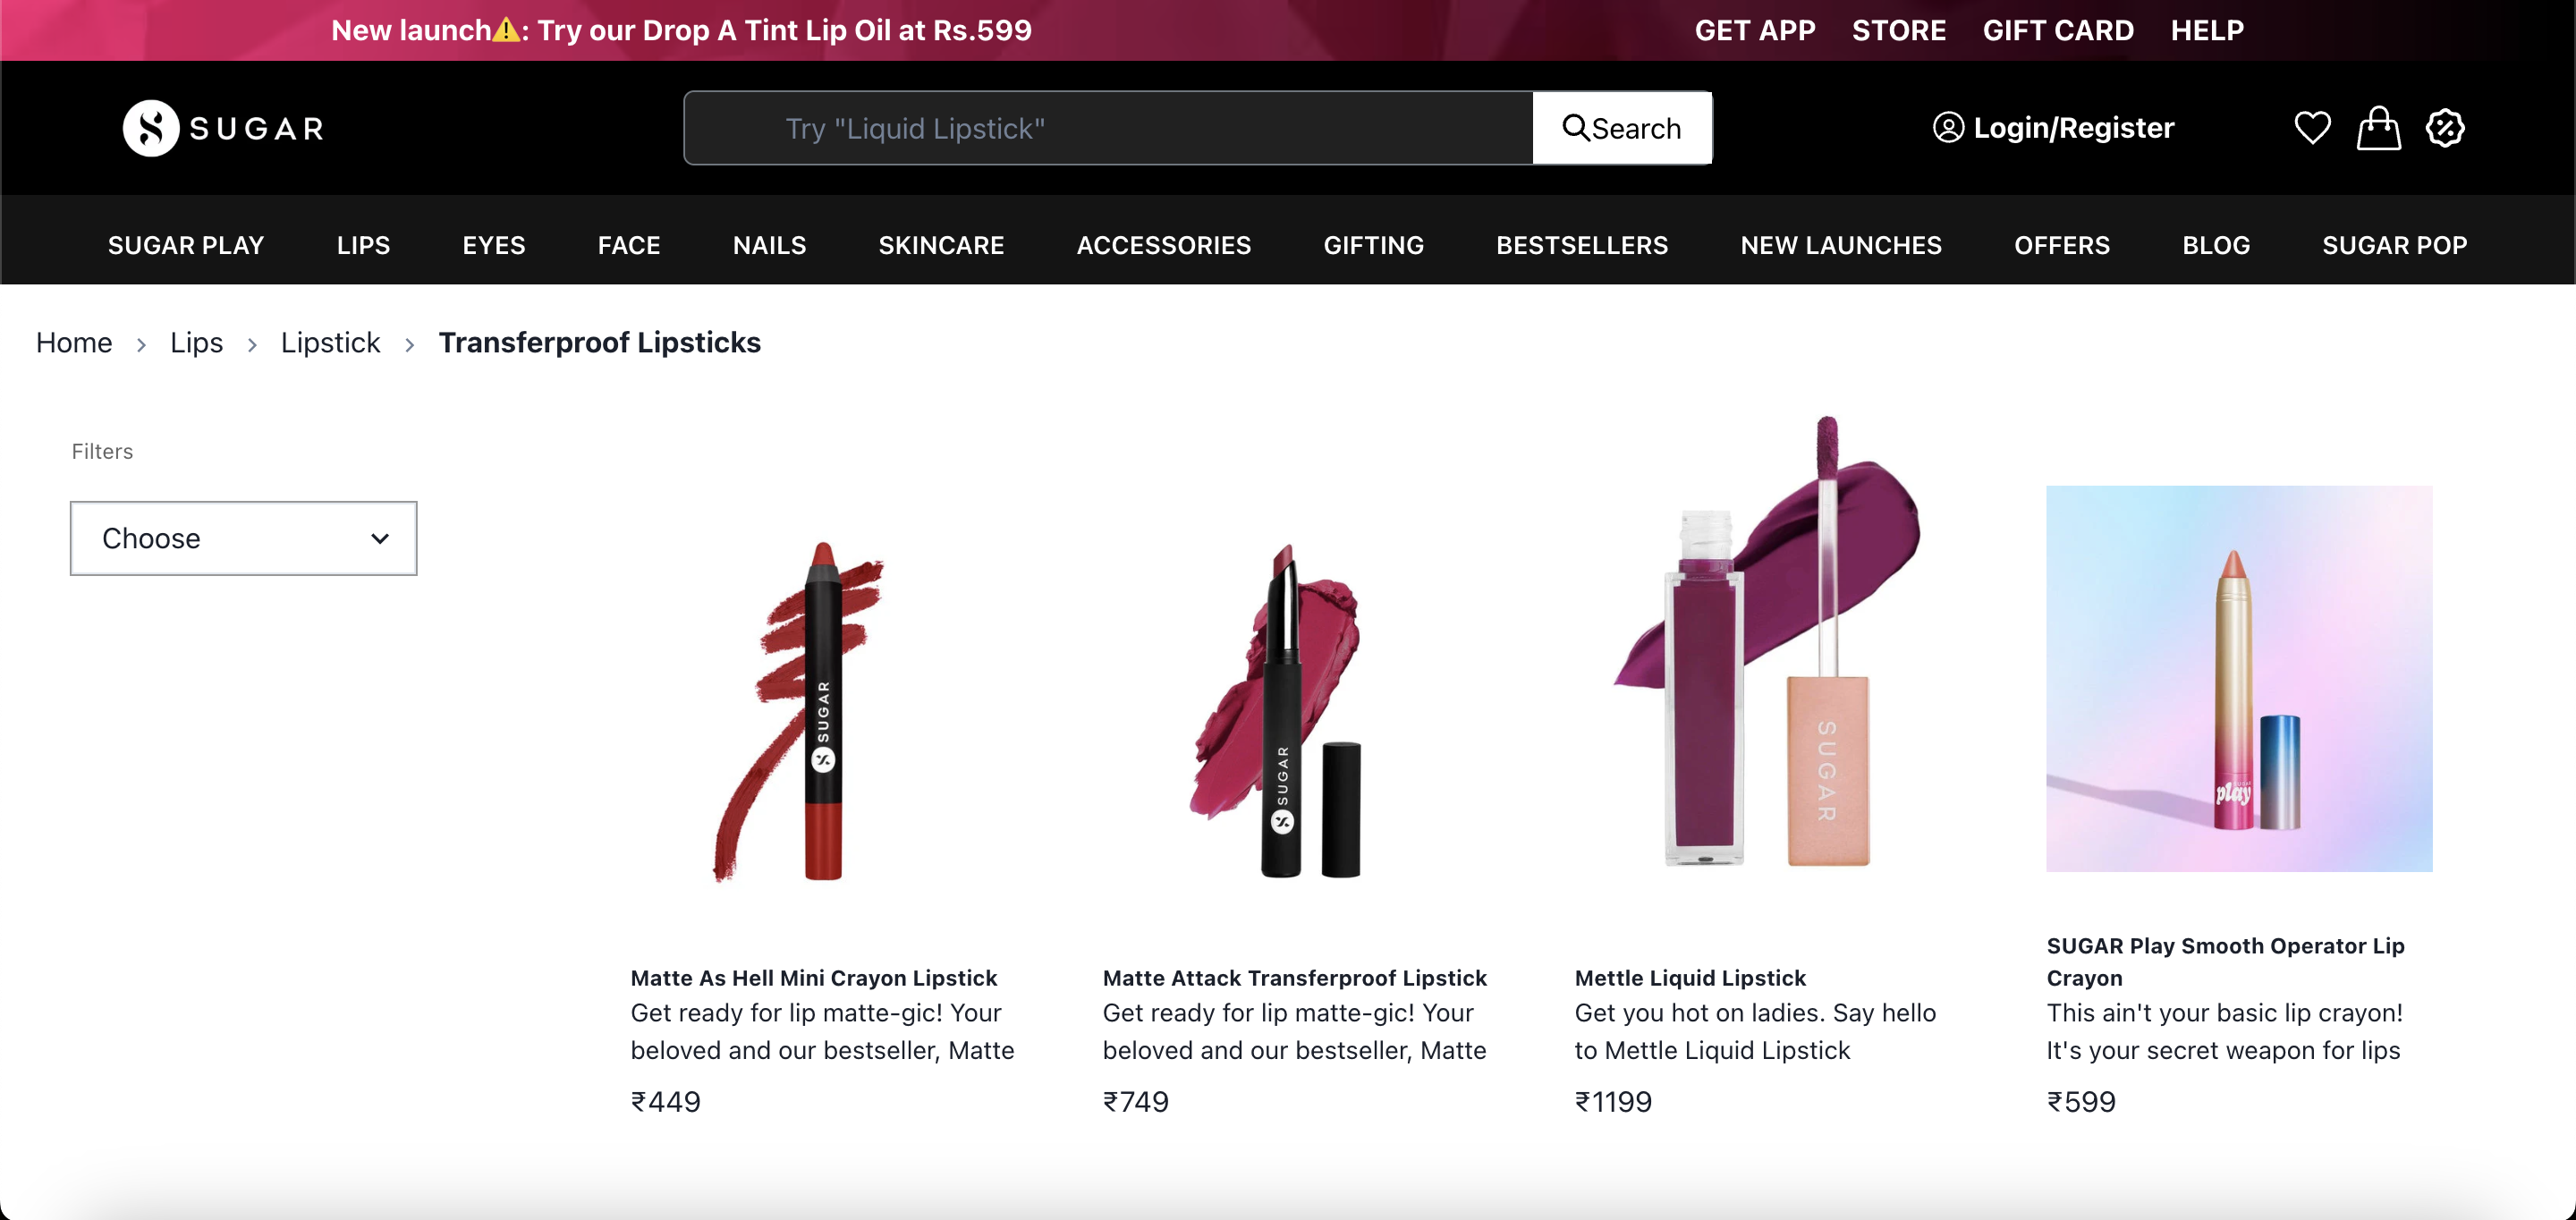 New launch⚠️: Try our Drop A Tint Lip Oil at Rs.599
GET APP STORE GIFT CARD HELP
SUGAR
Try "Liquid Lipstick"
Search
Login/Register
SUGAR PLAY LIPS EYES FACE NAILS SKINCARE ACCESSORIES GIFTING BESTSELLERS NEW LAUNCHES OFFERS BLOG SUGAR POP
Home > Lips > Lipstick > Transferproof Lipsticks
Filters
Choose
SUGAR
SUGAR
SUGAR
play
Matte As Hell Mini Crayon Lipstick
Get ready for lip matte-gic! Your
beloved and our bestseller, Matte
₹449
Matte Attack Transferproof Lipstick
Get ready for lip matte-gic! Your
beloved and our bestseller, Matte
₹749
Mettle Liquid Lipstick
Get you hot on ladies. Say hello
to Mettle Liquid Lipstick
₹1199
SUGAR Play Smooth Operator Lip
Crayon
This ain't your basic lip crayon!
It's your secret weapon for lips
₹599